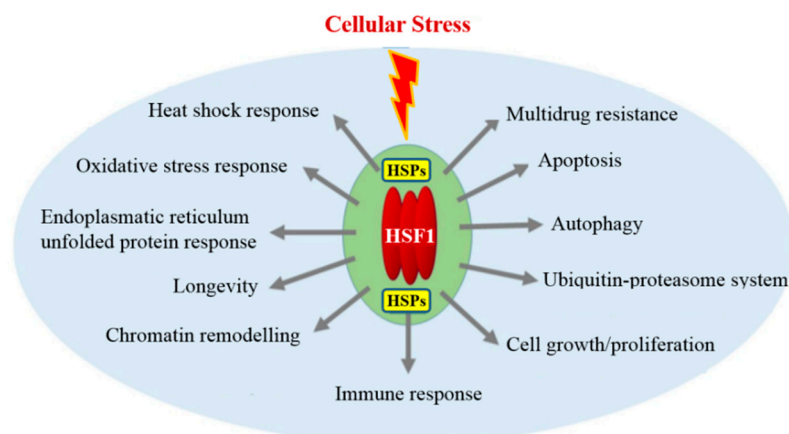 Cellular Stress
Heat shock response
Multidrug resistance
Oxidative stress response
HSPs
Apoptosis
Endoplasmatic reticulum
unfolded protein response
HSF1
Autophagy
Longevity
HSPs
Ubiquitin-proteasome system
Chromatin remodelling
Cell growth/proliferation
Immune response